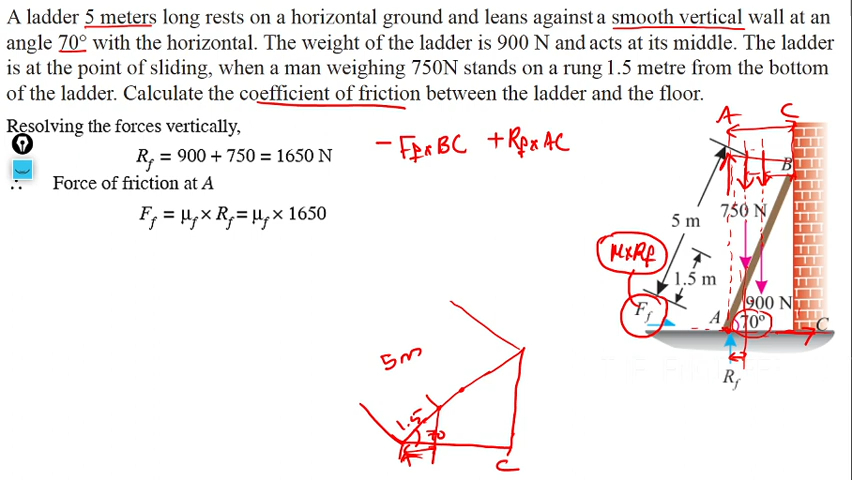 A ladder 5 meters long rests on a horizontal ground and leans against a smooth vertical wall at an
angle 70° with the horizontal. The weight of the ladder is 900 N and acts at its middle. The ladder
is at the point of sliding, when a man weighing 750N stands on a rung 1.5 metre from the bottom
of the ladder. Calculate the coefficient of friction between the ladder and the floor.
Resolving the forces vertically,
R_f = 900 + 750 = 1650 N
∴ Force of friction at A
F_f = μ_f × R_f = μ_f × 1650
- F_f × BC + R_f × AC
A C
B
750 N
5 m
μ×R_f
1.5 m
900 N
F_f
A 70° C
R_f
5m
1.5
70
A
C